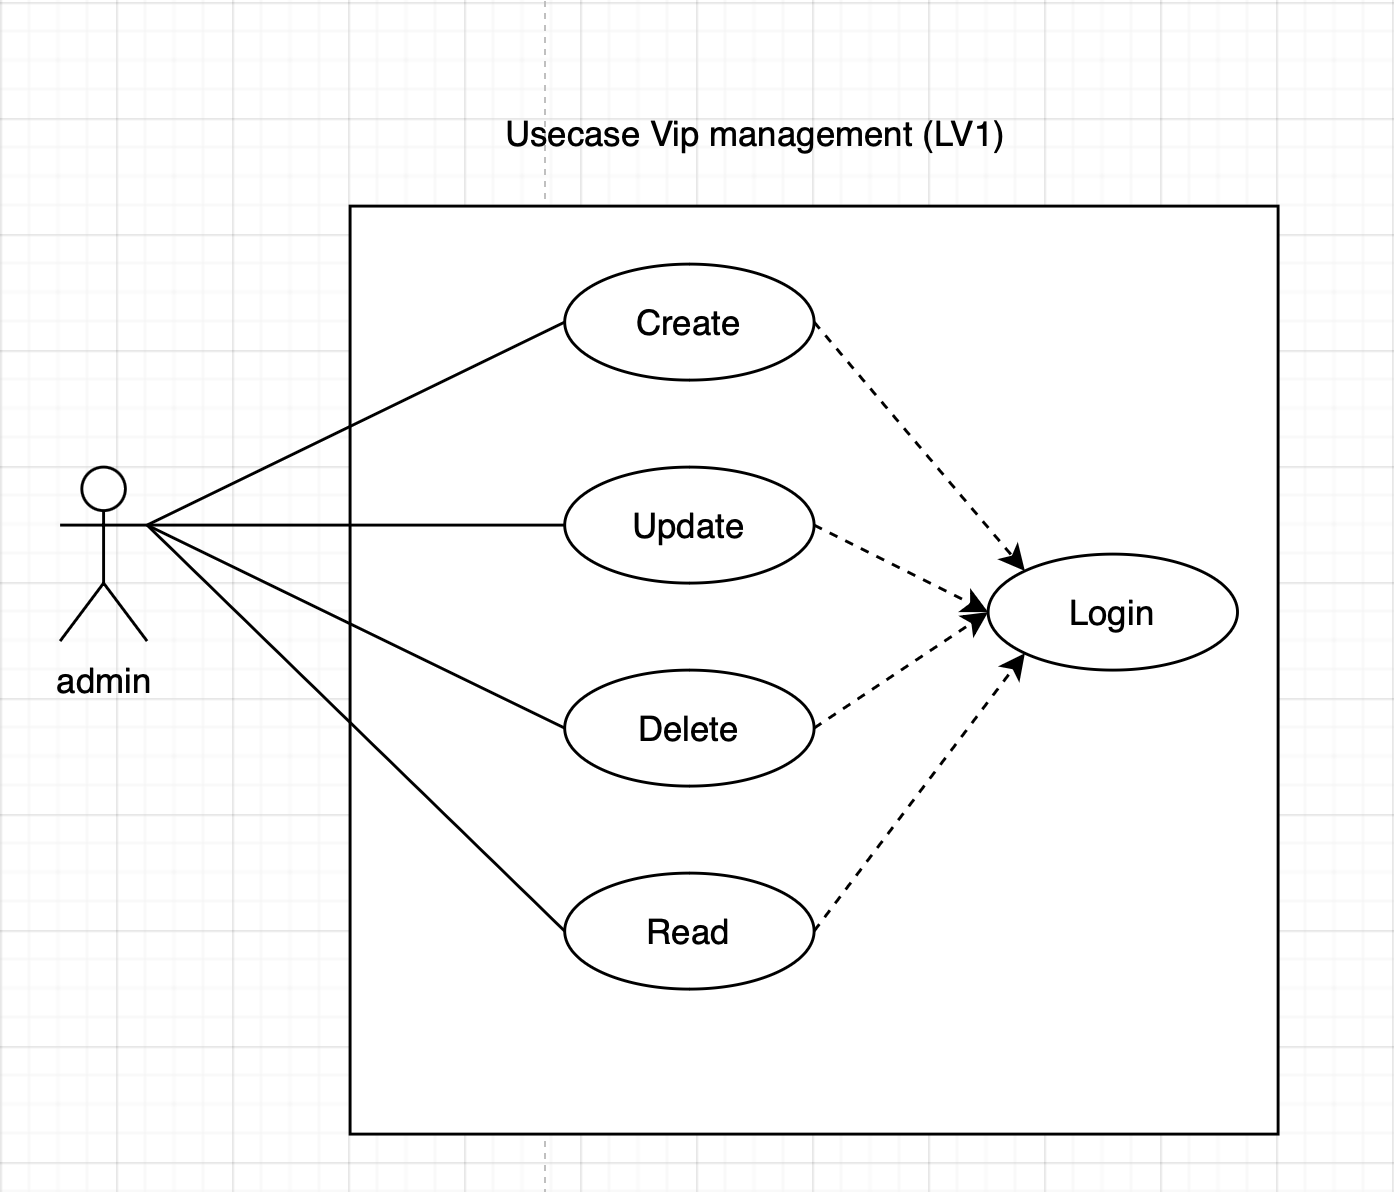 Usecase Vip management (LV1)
Create
Update
Login
admin
Delete
Read